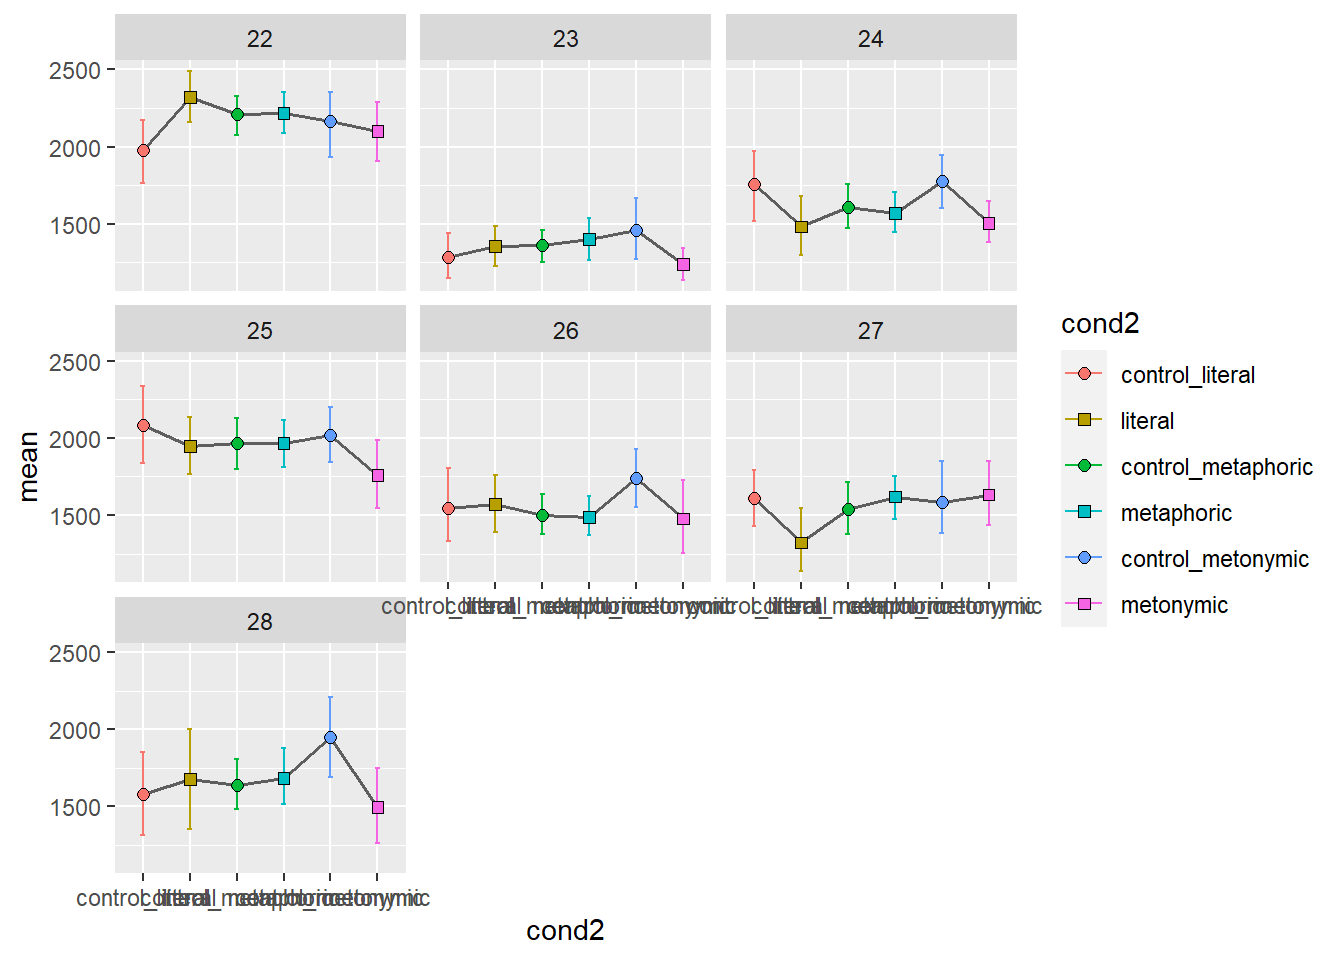 22
23
24
2500
2000
1500
25
26
27
2500
2000
1500
28
2500
2000
1500
mean
cond2
cond2
control_literal
literal
control_metaphoric
metaphoric
control_metonymic
metonymic